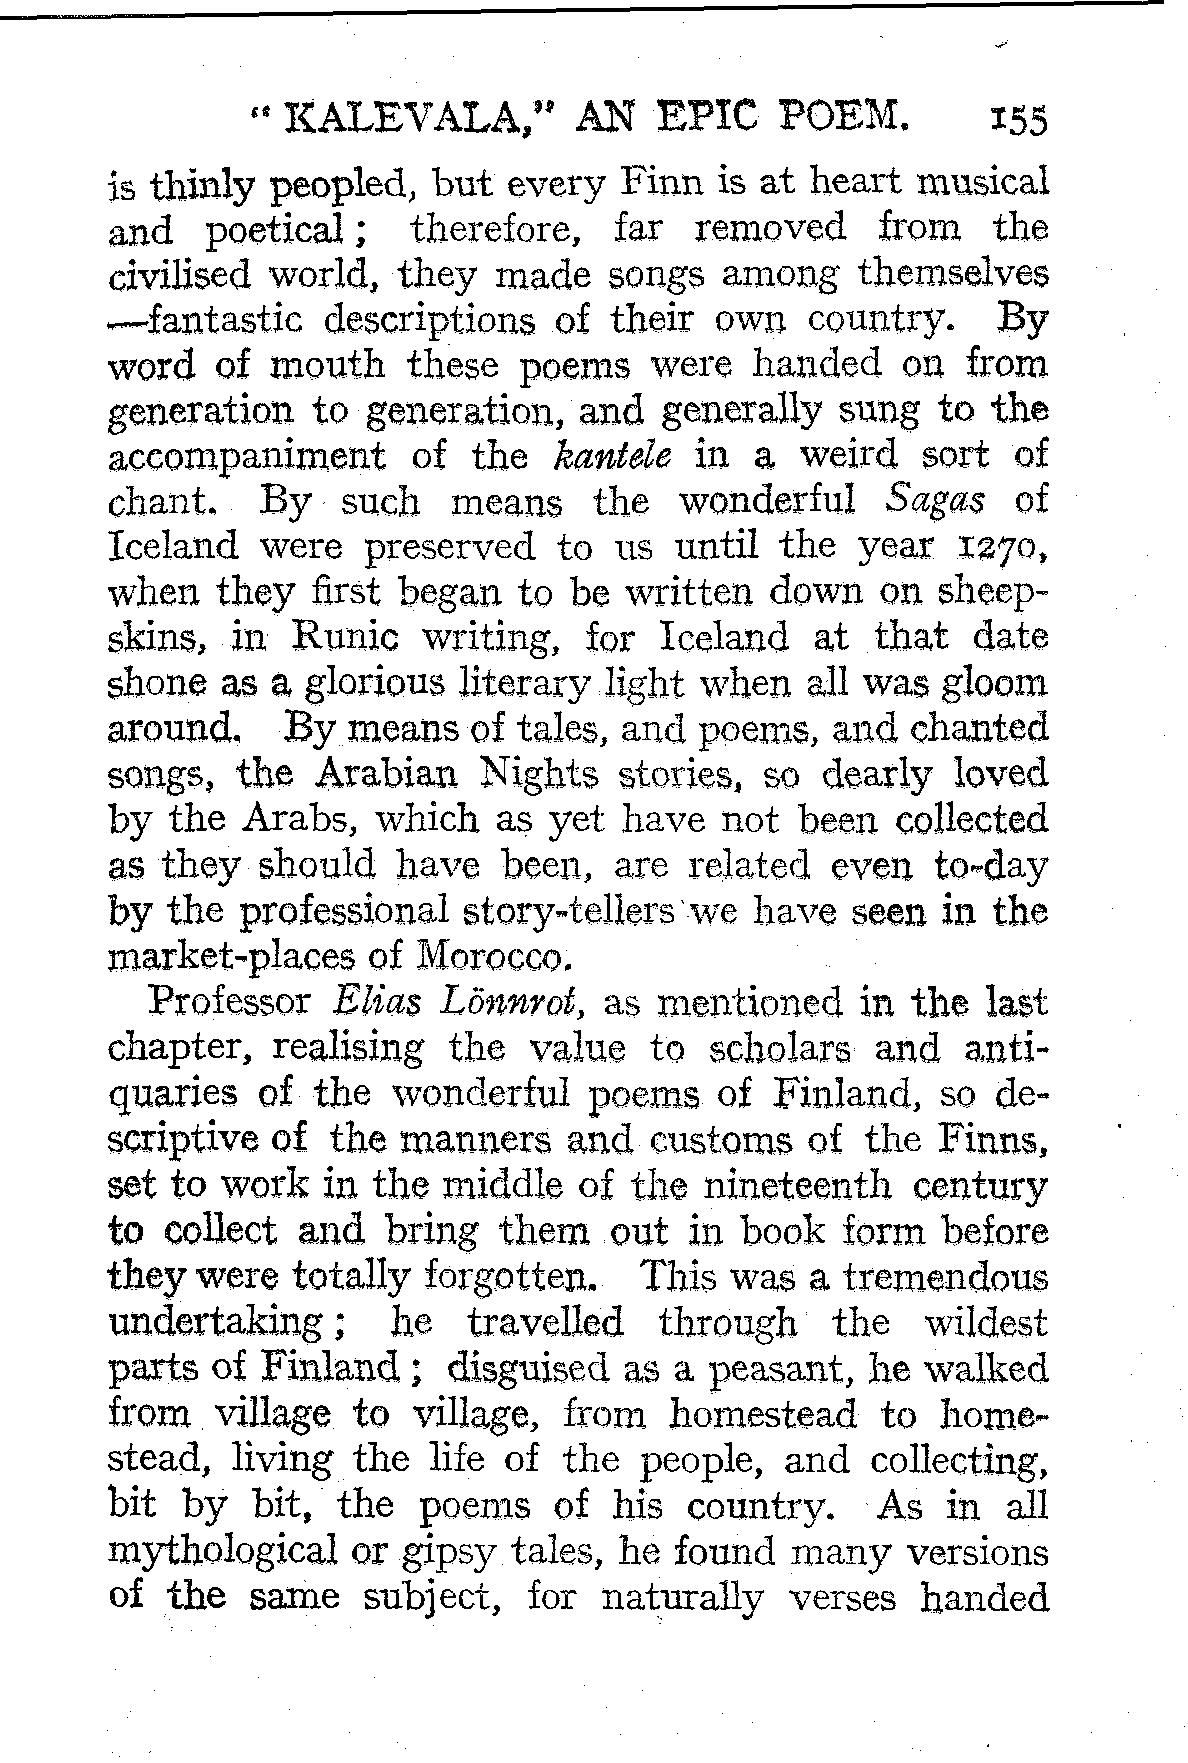 “ KALEVALA,” AN EPIC POEM. 155
is thinly peopled, but every Finn is at heart musical
and poetical ; therefore, far removed from the
civilised world, they made songs among themselves
—fantastic descriptions of their own country. By
word of mouth these poems were handed on from
generation to generation, and generally sung to the
accompaniment of the kantele in a weird sort of
chant. By such means the wonderful Sagas of
Iceland were preserved to us until the year 1270,
when they first began to be written down on sheep-
skins, in Runic writing, for Iceland at that date
shone as a glorious literary light when all was gloom
around. By means of tales, and poems, and chanted
songs, the Arabian Nights stories, so dearly loved
by the Arabs, which as yet have not been collected
as they should have been, are related even to-day
by the professional story-tellers we have seen in the
market-places of Morocco.
Professor Elias Lönnrot, as mentioned in the last
chapter, realising the value to scholars and anti-
quaries of the wonderful poems of Finland, so de-
scriptive of the manners and customs of the Finns,
set to work in the middle of the nineteenth century
to collect and bring them out in book form before
they were totally forgotten. This was a tremendous
undertaking ; he travelled through the wildest
parts of Finland ; disguised as a peasant, he walked
from village to village, from homestead to home-
stead, living the life of the people, and collecting,
bit by bit, the poems of his country. As in all
mythological or gipsy tales, he found many versions
of the same subject, for naturally verses handed